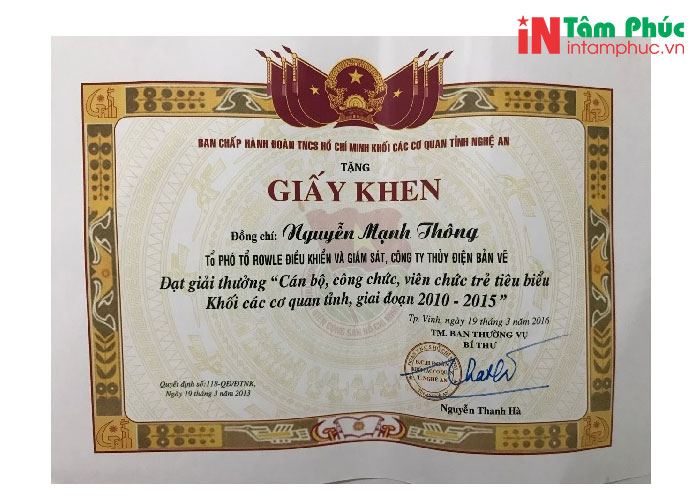 iN Tâm Phúc
intamphuc.vn
BAN CHẤP HÀNH ĐOÀN TNCS HỒ CHÍ MINH KHỐI CÁC CƠ QUAN TỈNH NGHỆ AN
TẶNG
GIẤY KHEN
Đồng chí: Nguyễn Mạnh Thông
TỔ PHÓ TỔ ROWLE ĐIỀU KHIỂN VÀ GIÁM SÁT, CÔNG TY THỦY ĐIỆN BẢN VẼ
Đạt giải thưởng "Cán bộ, công chức, viên chức trẻ tiêu biểu
Khối các cơ quan tỉnh, giai đoạn 2010 - 2015"
Tp. Vinh, ngày 19 tháng 3 năm 2016
TM. BAN THƯỜNG VỤ
BÍ THƯ
Quyết định số:118-QĐ/ĐTNK,
Ngày 19 tháng 3 năm 2013
Nguyễn Thanh Hà